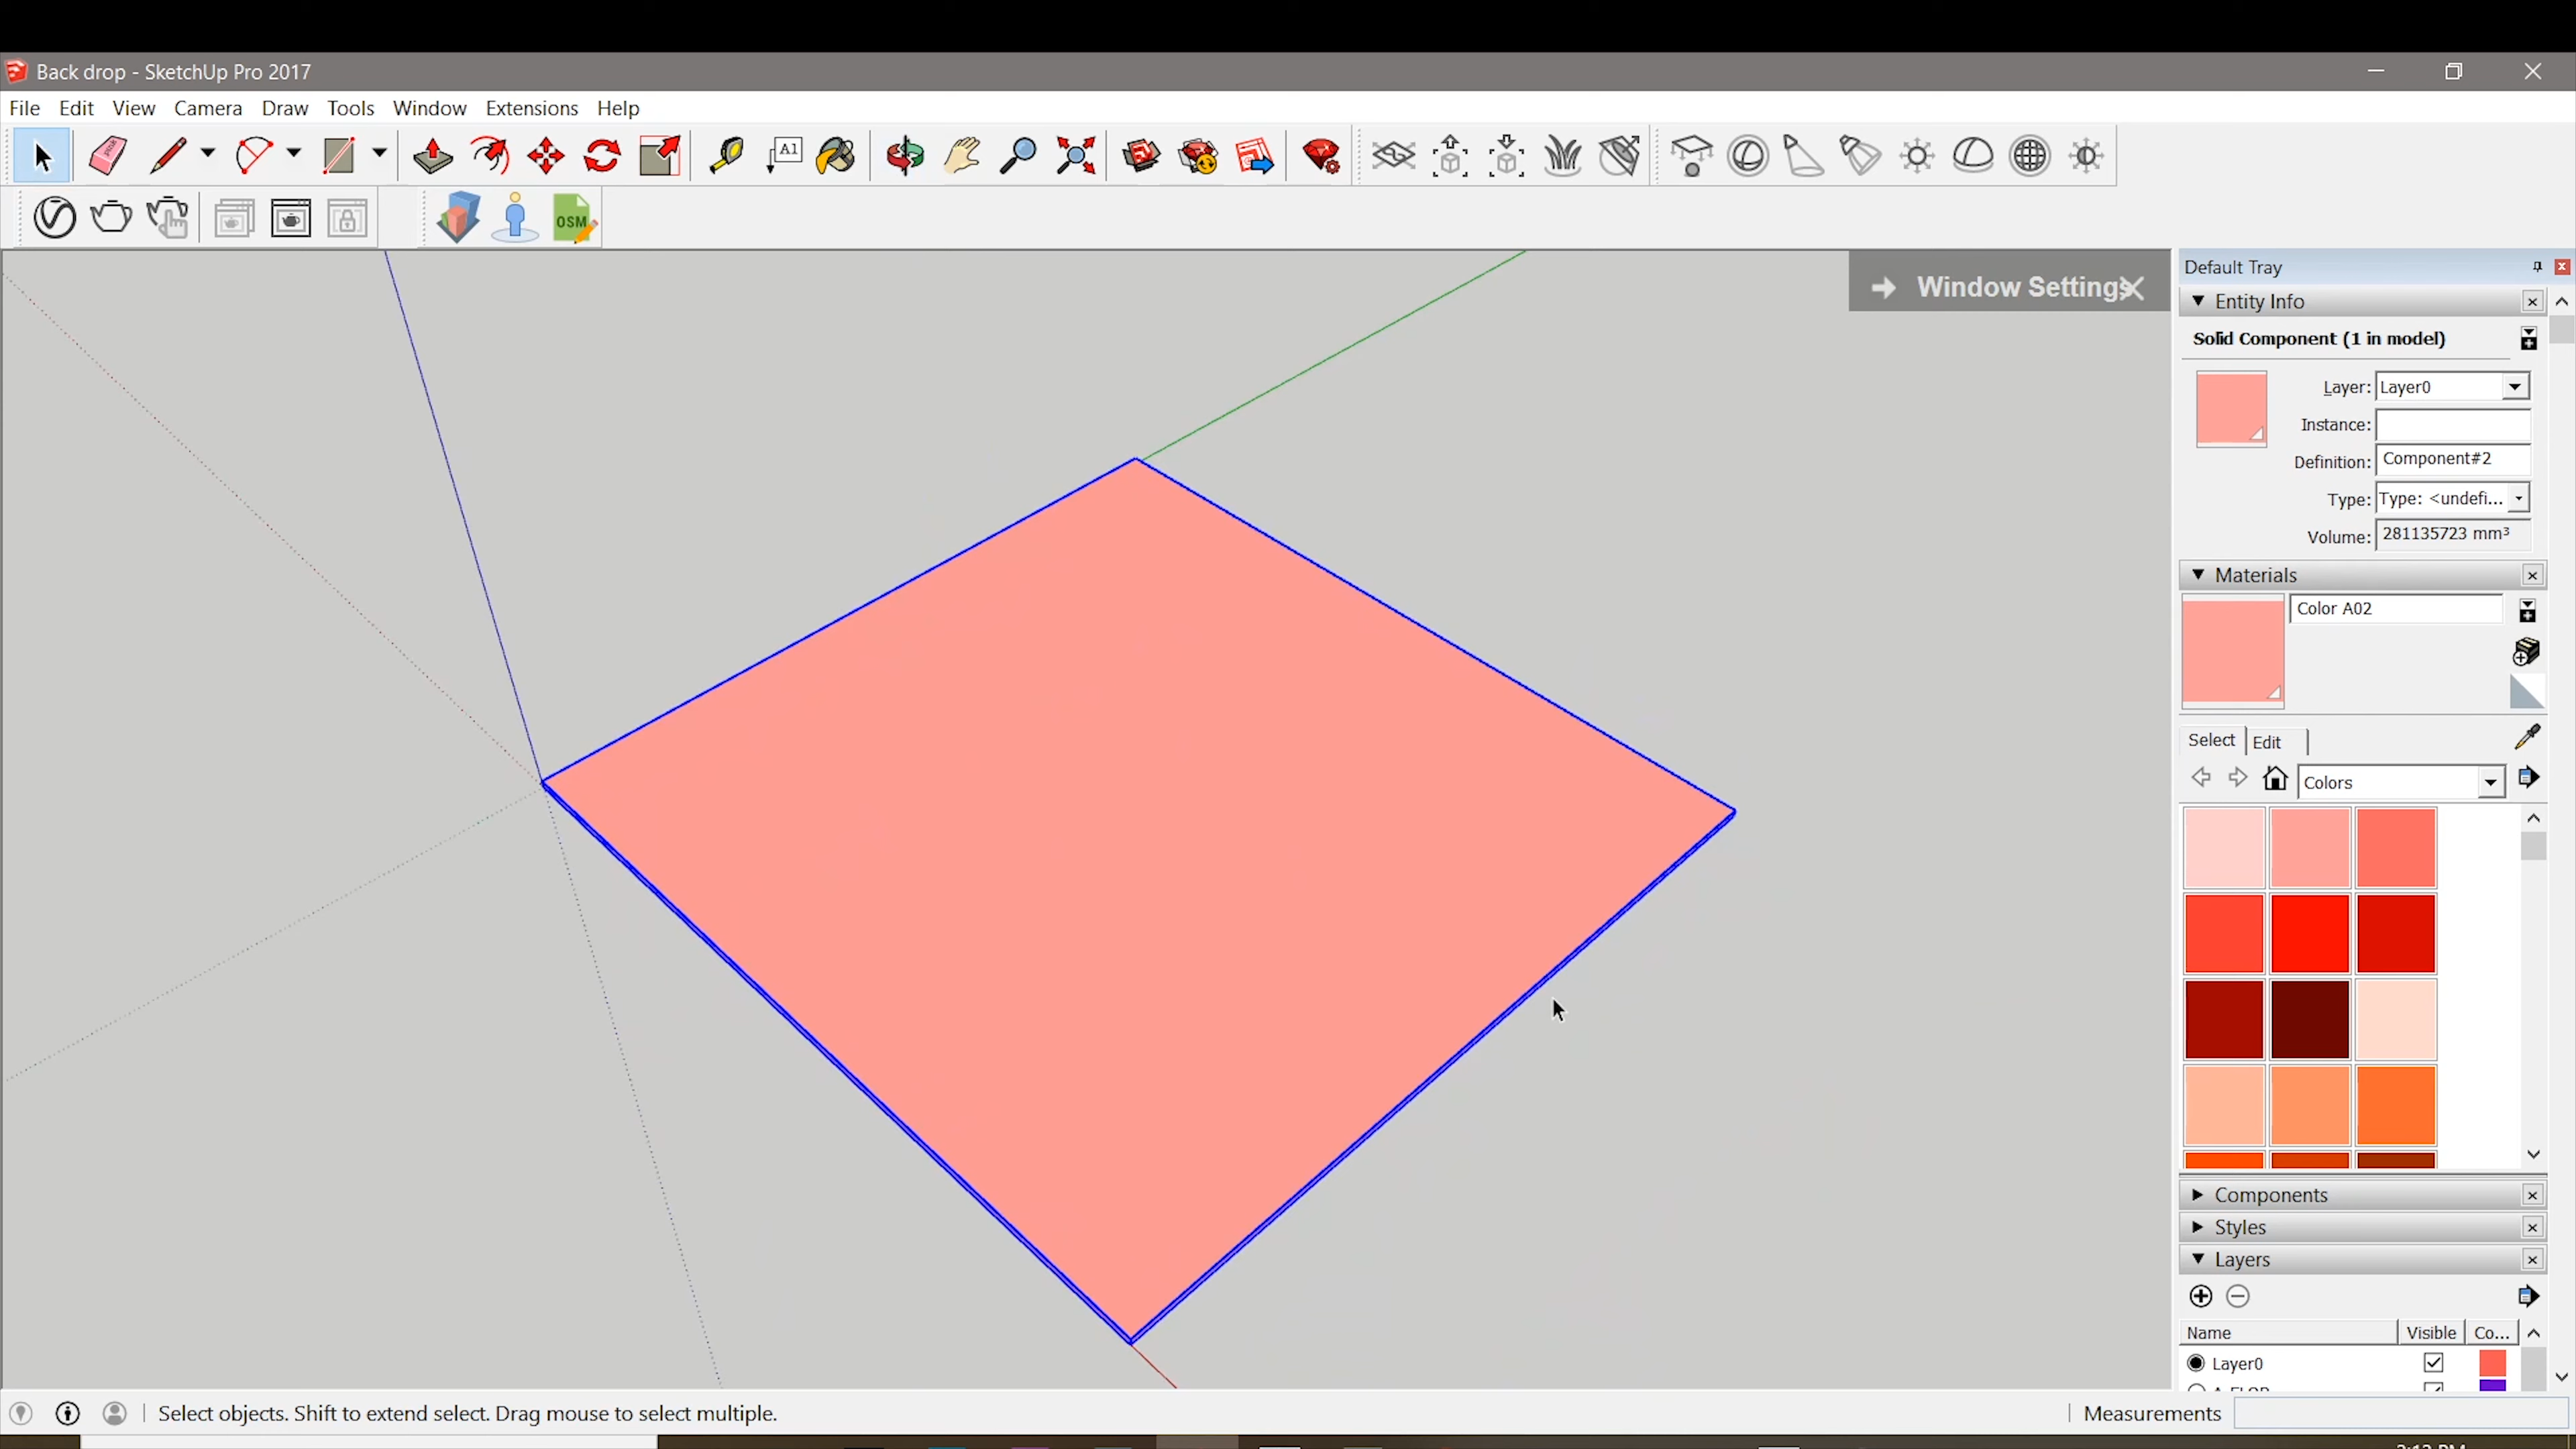 Back drop - SketchUp Pro 2017
File Edit View Camera Draw Tools Window Extensions Help
A1
OSM
Window Settings
Default Tray
Entity Info
Solid Component (1 in model)
Layer: Layer0
Instance:
Definition: Component#2
Type: Type: <undefi...
Volume: 281135723 mm³
Materials
Color A02
Select Edit
Colors
Components
Styles
Layers
Name Visible Co...
Layer0
Select objects. Shift to extend select. Drag mouse to select multiple.
Measurements